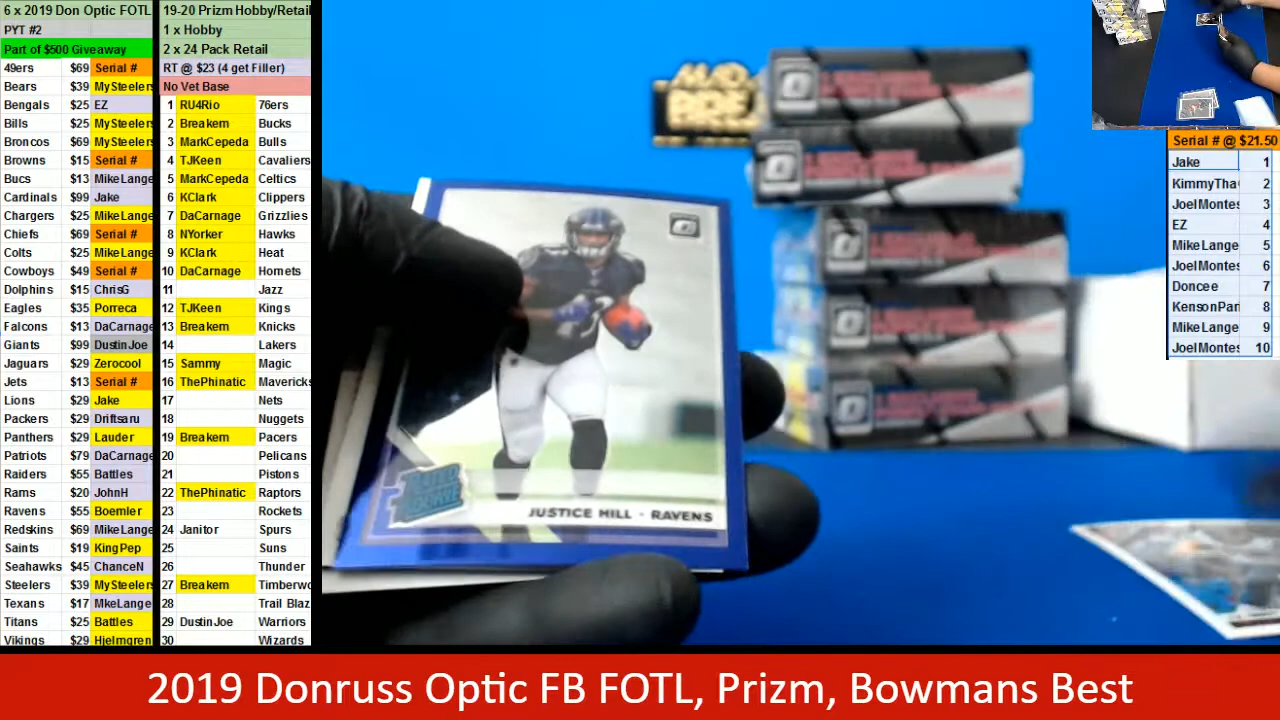 6 x 2019 Don Optic FOTL
PYT #2
Part of $500 Giveaway
49ers $69 Serial #
Bears $39 MySteelers
Bengals $25 EZ
Bills $25 MySteelers
Broncos $69 MySteelers
Browns $15 Serial #
Bucs $13 MikeLange
Cardinals $99 Jake
Chargers $25 MikeLange
Chiefs $69 Serial #
Colts $25 MikeLange
Cowboys $49 Serial #
Dolphins $15 ChrisG
Eagles $35 Porreca
Falcons $13 DaCarnage
Giants $99 DustinJoe
Jaguars $29 Zerocool
Jets $13 Serial #
Lions $29 Jake
Packers $29 Driftsaru
Panthers $29 Lauder
Patriots $79 DaCarnage
Raiders $55 Battles
Rams $20 JohnH
Ravens $55 Boemler
Redskins $69 MikeLange
Saints $19 KingPep
Seahawks $45 ChanceN
Steelers $39 MySteelers
Texans $17 MkeLange
Titans $25 Battles
Vikings $29 Hjelmgren
19-20 Prizm Hobby/Retail
1 x Hobby
2 x 24 Pack Retail
RT @ $23 (4 get Filler)
No Vet Base
1 RU4Rio 76ers
2 Breakem Bucks
3 MarkCepeda Bulls
4 TJKeen Cavaliers
5 MarkCepeda Celtics
6 KClark Clippers
7 DaCarnage Grizzlies
8 NYorker Hawks
9 KClark Heat
10 DaCarnage Hornets
11 Jazz
12 TJKeen Kings
13 Breakem Knicks
14 Lakers
15 Sammy Magic
16 ThePhinatic Mavericks
17 Nets
18 Nuggets
19 Breakem Pacers
20 Pelicans
21 Pistons
22 ThePhinatic Raptors
23 Rockets
24 Janitor Spurs
25 Suns
26 Thunder
27 Breakem Timberwo
28 Trail Blaz
29 DustinJoe Warriors
30 Wizards
RATED ROOKIE
JUSTICE HILL · RAVENS
Serial # @ $21.50
Jake 1
KimmyTha 2
JoelMontes 3
EZ 4
MikeLange 5
JoelMontes 6
Doncee 7
KensonPan 8
MikeLange 9
JoelMontes 10
2019 Donruss Optic FB FOTL, Prizm, Bowmans Best